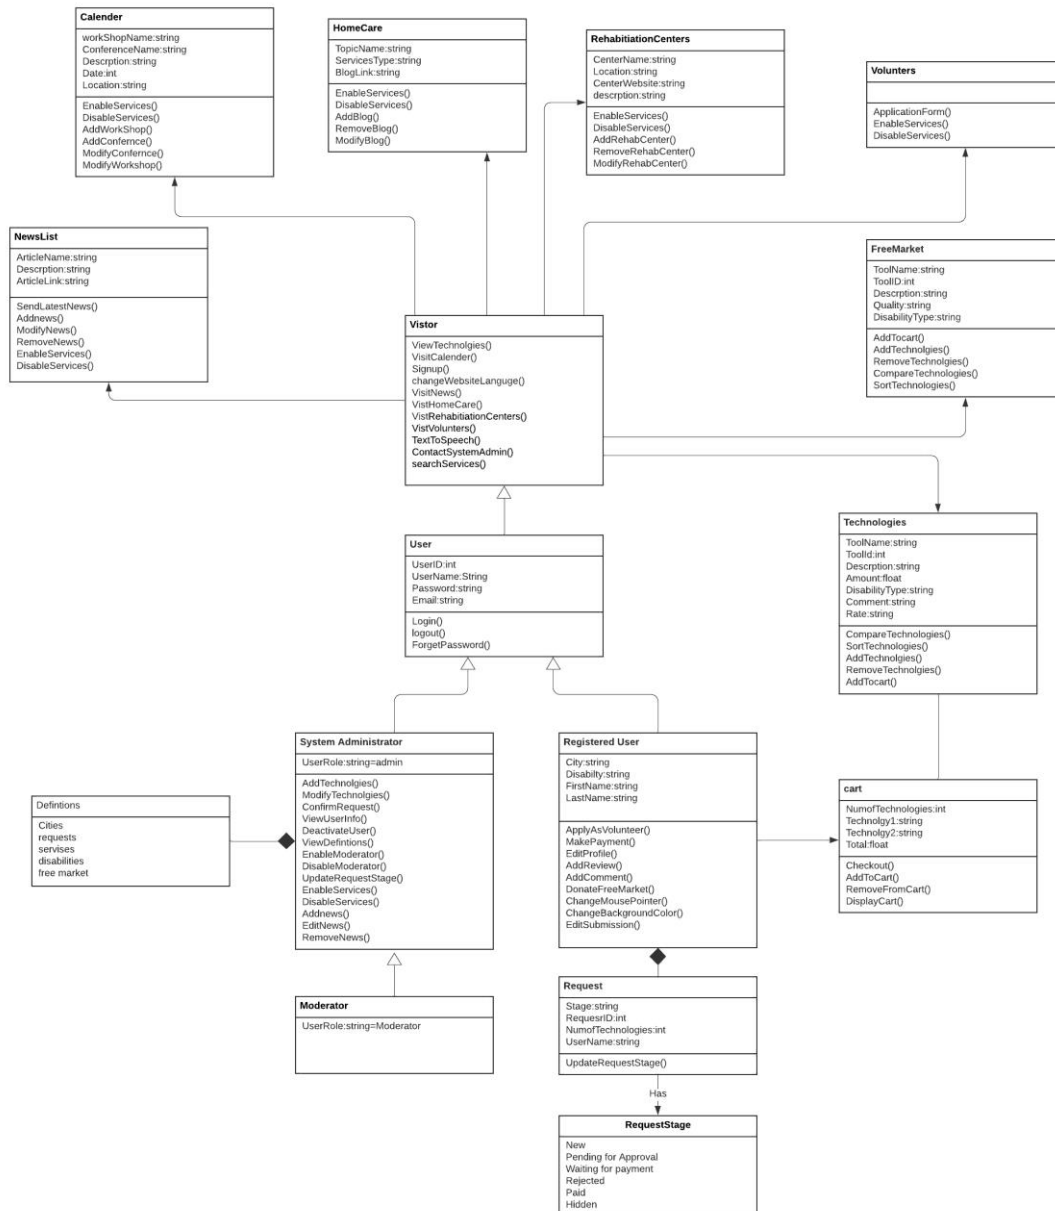 Calender
workShopName:string
ConferenceName:string
Descrption:string
Date:int
Location:string
EnableServices()
DisableServices()
AddWorkShop()
AddConfernce()
ModifyConfernce()
ModifyWorkshop()
HomeCare
TopicName:string
ServicesType:string
BlogLink:string
EnableServices()
DisableServices()
AddBlog()
RemoveBlog()
ModifyBlog()
RehabitiationCenters
CenterName:string
Location:string
CenterWebsite:string
descrption:string
EnableServices()
DisableServices()
AddRehabCenter()
RemoveRehabCenter()
ModifyRehabCenter()
Volunters
ApplicationForm()
EnableServices()
DisableServices()
NewsList
ArticleName:string
Descrption:string
ArticleLink:string
SendLatestNews()
Addnews()
ModifyNews()
RemoveNews()
EnableServices()
DisableServices()
FreeMarket
ToolName:string
ToolID:int
Descrption:string
Quality:string
DisabilityType:string
AddTocart()
AddTechnolgies()
RemoveTechnolgies()
CompareTechnologies()
SortTechnologies()
Vistor
ViewTechnolgies()
VisitCalender()
Signup()
changeWebsiteLanguge()
VisitNews()
VistHomeCare()
VistRehabitiationCenters()
VistVolunters()
TextToSpeech()
ContactSystemAdmin()
searchServices()
User
UserID:int
UserName:String
Password:string
Email:string
Login()
logout()
ForgetPassword()
Technologies
ToolName:string
ToolId:int
Descrption:string
Amount:float
DisabilityType:string
Comment:string
Rate:string
CompareTechnologies()
SortTechnologies()
AddTechnolgies()
RemoveTechnolgies()
AddTocart()
System Administrator
UserRole:string=admin
AddTechnolgies()
ModifyTechnolgies()
ConfirmRequest()
ViewUserInfo()
DeactivateUser()
ViewDefintions()
EnableModerator()
DisableModerator()
UpdateRequestStage()
EnableServices()
DisableServices()
Addnews()
EditNews()
RemoveNews()
Registered User
City:string
Disabilty:string
FirstName:string
LastName:string
ApplyAsVolunteer()
MakePayment()
EditProfile()
AddReview()
AddComment()
DonateFreeMarket()
ChangeMousePointer()
ChangeBackgroundColor()
EditSubmission()
cart
NumofTechnologies:int
Technolgy1:string
Technolgy2:string
Total:float
Checkout()
AddToCart()
RemoveFromCart()
DisplayCart()
Defintions
Cities
requests
servises
disabilities
free market
Moderator
UserRole:string=Moderator
Request
Stage:string
RequesrID:int
NumofTechnologies:int
UserName:string
UpdateRequestStage()
Has
RequestStage
New
Pending for Approval
Waiting for payment
Rejected
Paid
Hidden